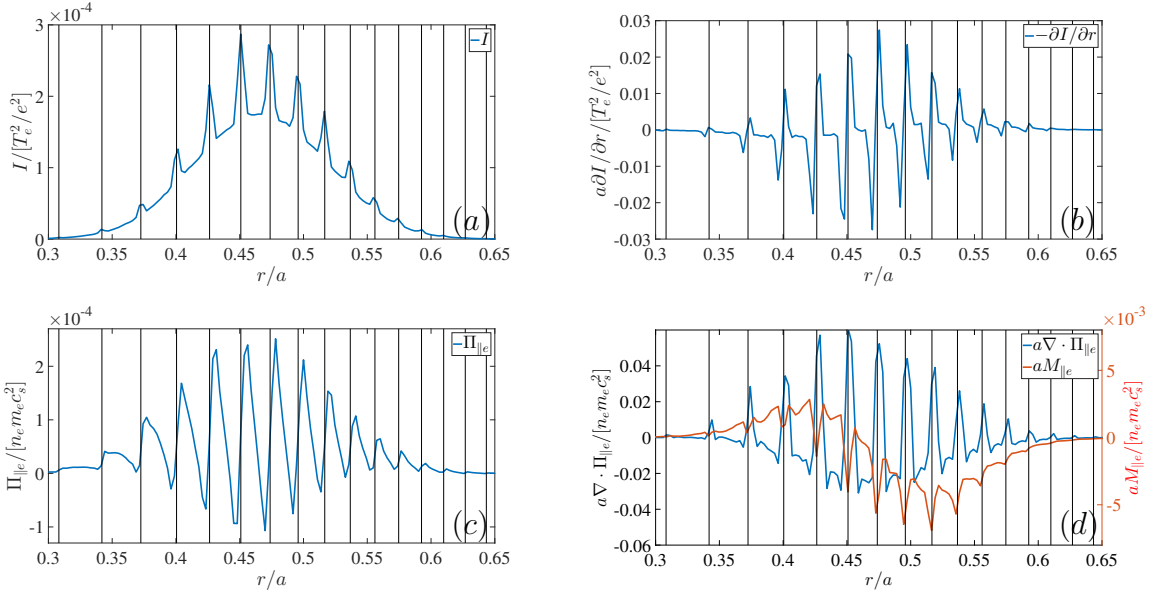 ×10⁻⁴
3
2
1
0
I/[T_e²/e²]
I
(a)
0.3 0.35 0.4 0.45 0.5 0.55 0.6 0.65
r/a
0.03
0.02
0.01
0
-0.01
-0.02
-0.03
a∂I/∂r/[T_e²/e²]
−∂I/∂r
(b)
0.3 0.35 0.4 0.45 0.5 0.55 0.6 0.65
r/a
×10⁻⁴
2
1
0
-1
Π_∥e/[n_e m_e c_s²]
Π_∥e
(c)
0.3 0.35 0.4 0.45 0.5 0.55 0.6 0.65
r/a
0.06
0.04
0.02
0
-0.02
-0.04
-0.06
a∇ · Π_∥e/[n_e m_e c_s²]
a∇ · Π_∥e
aM_∥e
×10⁻³
5
0
-5
aM_∥e/[n_e m_e c_s²]
(d)
0.3 0.35 0.4 0.45 0.5 0.55 0.6 0.65
r/a